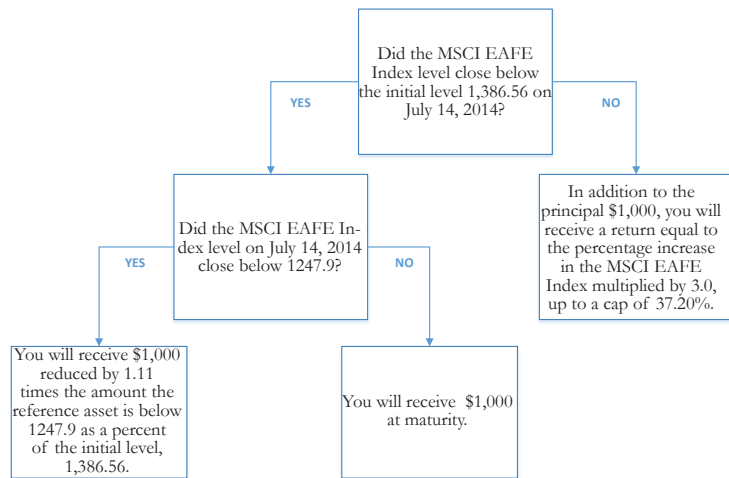 Did the MSCI EAFE
Index level close below
the initial level 1,386.56 on
July 14, 2014?
YES
NO
Did the MSCI EAFE In-
dex level on July 14, 2014
close below 1247.9?
In addition to the
principal $1,000, you will
receive a return equal to
the percentage increase
in the MSCI EAFE
Index multiplied by 3.0,
up to a cap of 37.20%.
YES
NO
You will receive $1,000
reduced by 1.11
times the amount the
reference asset is below
1247.9 as a percent
of the initial level,
1,386.56.
You will receive $1,000
at maturity.